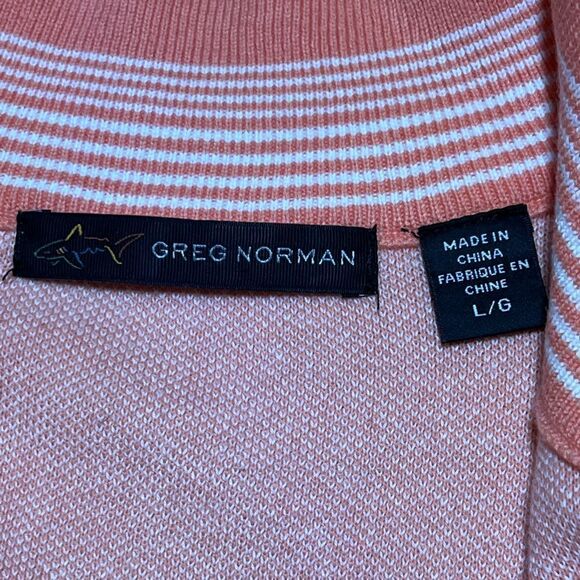 GREG NORMAN
MADE IN
CHINA
FABRIQUE EN
CHINE
L/G